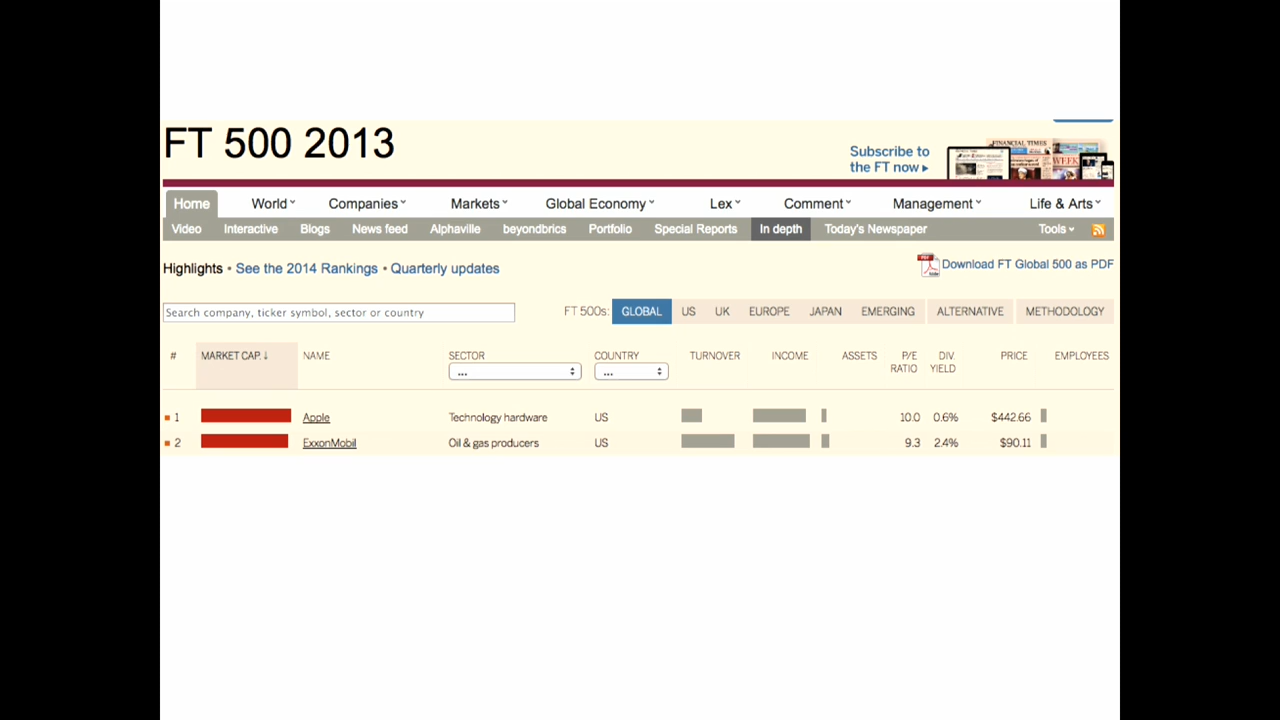 FT 500 2013
Subscribe to
the FT now
FINANCIAL TIMES
WEEK
Home World Companies Markets Global Economy Lex Comment Management Life & Arts
Video Interactive Blogs News feed Alphaville beyondbrics Portfolio Special Reports In depth Today's Newspaper Tools
Highlights • See the 2014 Rankings • Quarterly updates
Download FT Global 500 as PDF
Search company, ticker symbol, sector or country
FT 500s: GLOBAL US UK EUROPE JAPAN EMERGING ALTERNATIVE METHODOLOGY
# MARKET CAP.↓ NAME SECTOR COUNTRY TURNOVER INCOME ASSETS P/E DIV. PRICE EMPLOYEES
... ... RATIO YIELD
1 Apple Technology hardware US 10.0 0.6% $442.66
2 ExxonMobil Oil & gas producers US 9.3 2.4% $90.11